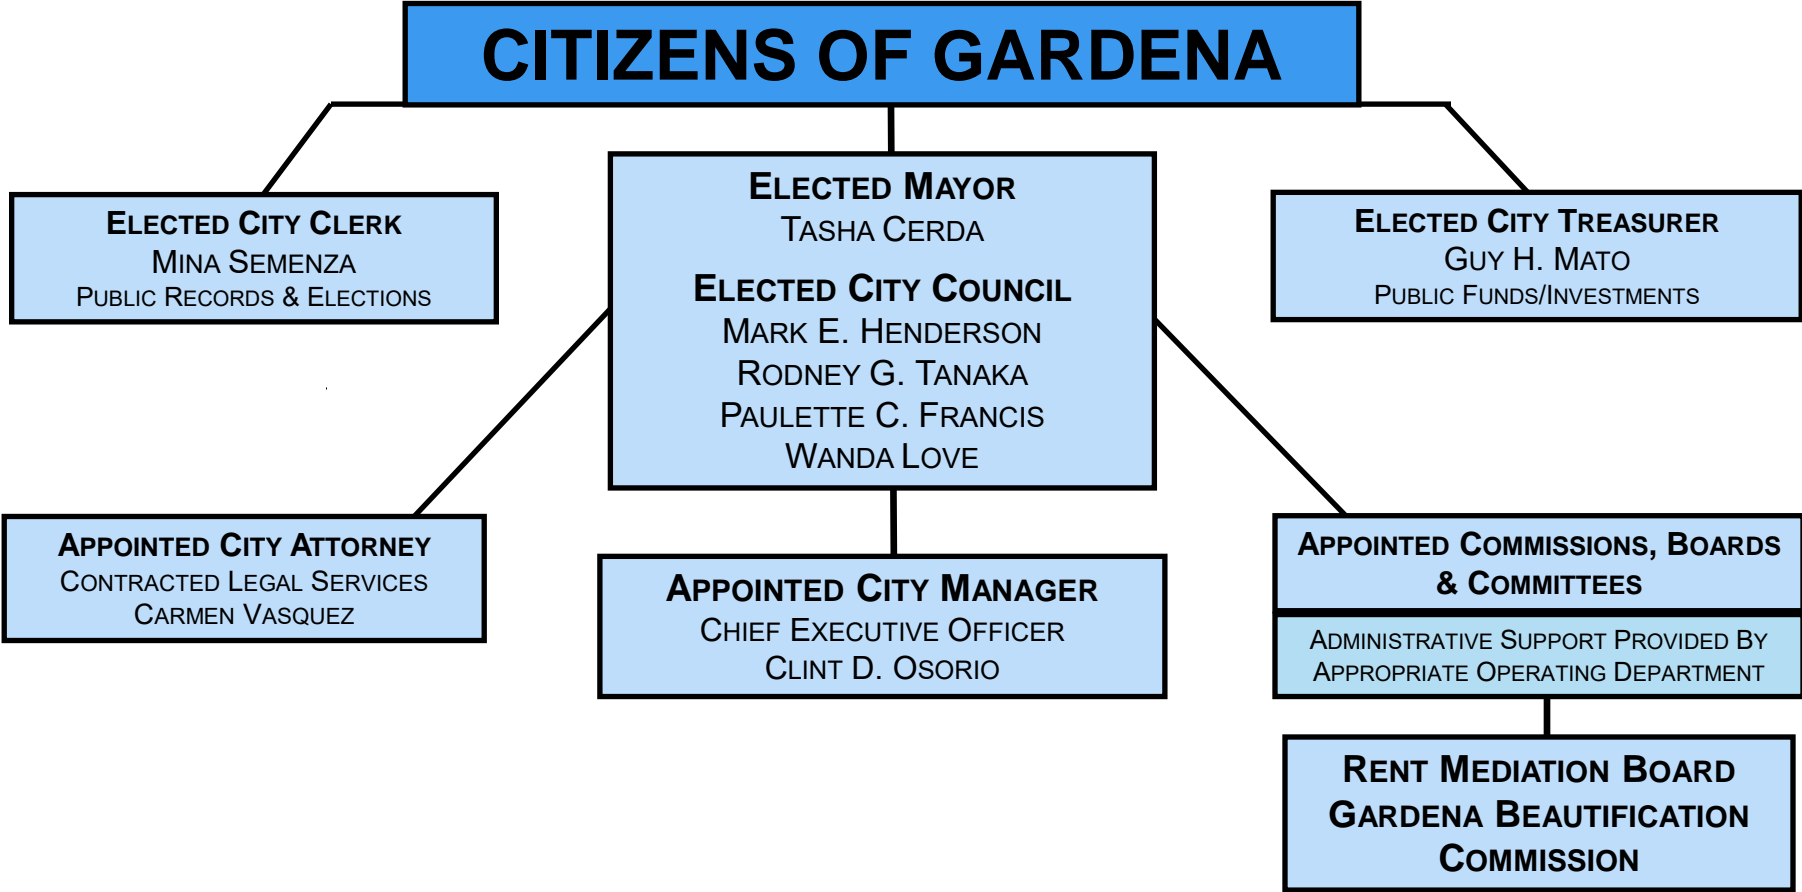 CITIZENS OF GARDENA
ELECTED CITY CLERK
MINA SEMENZA
PUBLIC RECORDS & ELECTIONS
ELECTED MAYOR
TASHA CERDA
ELECTED CITY COUNCIL
MARK E. HENDERSON
RODNEY G. TANAKA
PAULETTE C. FRANCIS
WANDA LOVE
ELECTED CITY TREASURER
GUY H. MATO
PUBLIC FUNDS/INVESTMENTS
APPOINTED CITY ATTORNEY
CONTRACTED LEGAL SERVICES
CARMEN VASQUEZ
APPOINTED CITY MANAGER
CHIEF EXECUTIVE OFFICER
CLINT D. OSORIO
APPOINTED COMMISSIONS, BOARDS
& COMMITTEES
ADMINISTRATIVE SUPPORT PROVIDED BY
APPROPRIATE OPERATING DEPARTMENT
RENT MEDIATION BOARD
GARDENA BEAUTIFICATION
COMMISSION